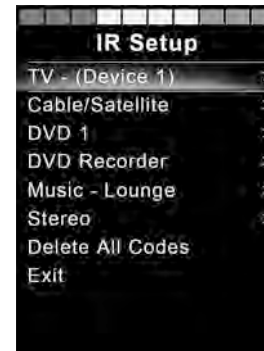 IR Setup
TV - (Device 1)
Cable/Satellite
DVD 1
DVD Recorder
Music - Lounge
Stereo
Delete All Codes
Exit